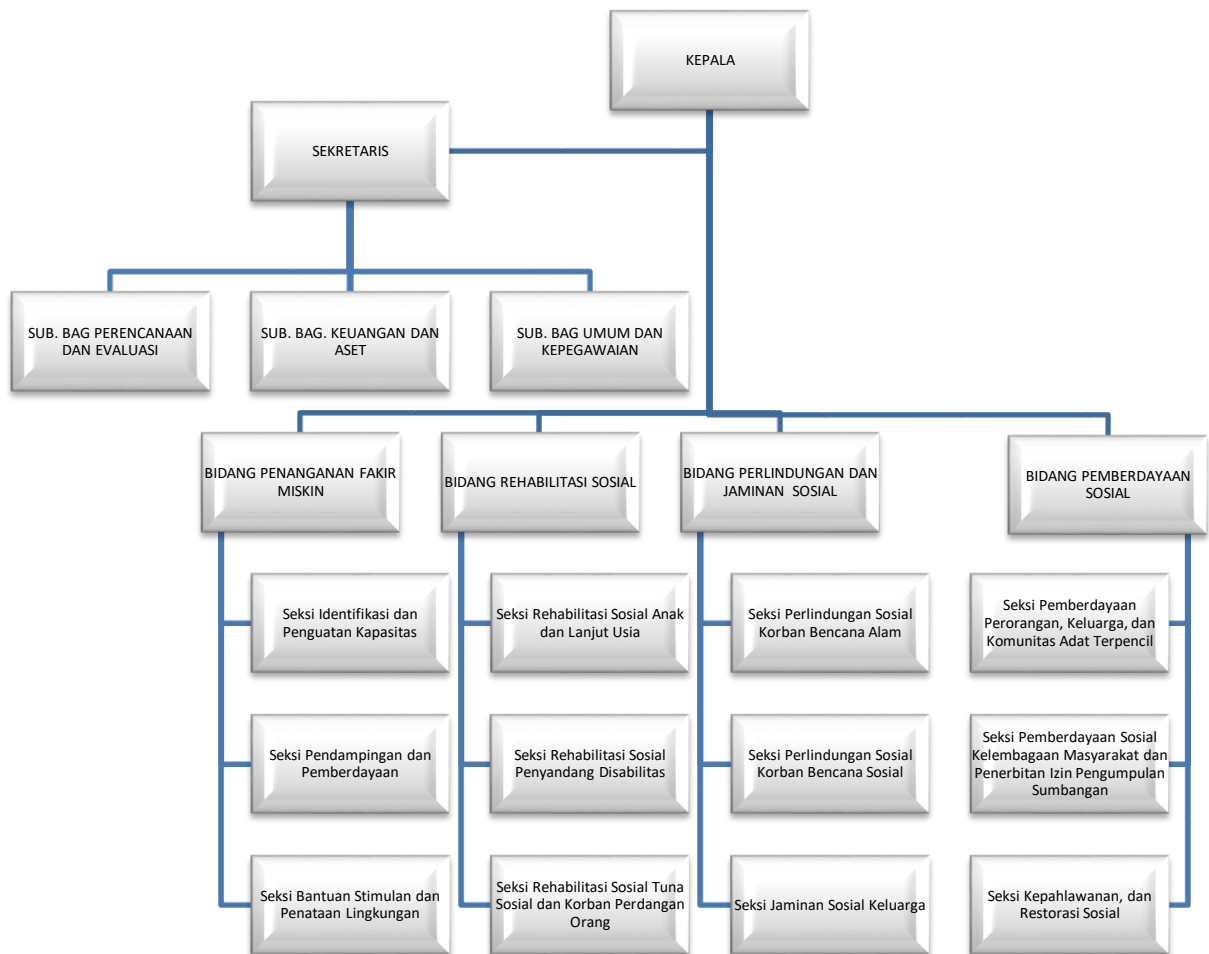 KEPALA
SEKRETARIS
SUB. BAG PERENCANAAN
DAN EVALUASI
SUB. BAG. KEUANGAN DAN
ASET
SUB. BAG UMUM DAN
KEPEGAWAIAN
BIDANG PENANGANAN FAKIR
MISKIN
BIDANG REHABILITASI SOSIAL
BIDANG PERLINDUNGAN DAN
JAMINAN SOSIAL
BIDANG PEMBERDAYAAN
SOSIAL
Seksi Identifikasi dan
Penguatan Kapasitas
Seksi Rehabilitasi Sosial Anak
dan Lanjut Usia
Seksi Perlindungan Sosial
Korban Bencana Alam
Seksi Pemberdayaan
Perorangan, Keluarga, dan
Komunitas Adat Terpencil
Seksi Pendampingan dan
Pemberdayaan
Seksi Rehabilitasi Sosial
Penyandang Disabilitas
Seksi Perlindungan Sosial
Korban Bencana Sosial
Seksi Pemberdayaan Sosial
Kelembagaan Masyarakat dan
Penerbitan Izin Pengumpulan
Sumbangan
Seksi Bantuan Stimulan dan
Penataan Lingkungan
Seksi Rehabilitasi Sosial Tuna
Sosial dan Korban Perdangan
Orang
Seksi Jaminan Sosial Keluarga
Seksi Kepahlawanan, dan
Restorasi Sosial